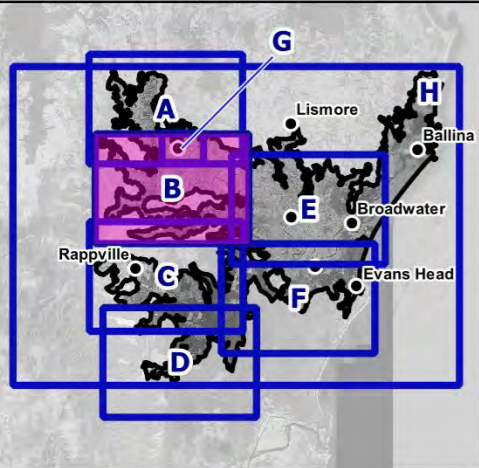 G
A
H
Lismore
Ballina
B
E
Broadwater
Rappville
C
Evans Head
F
D